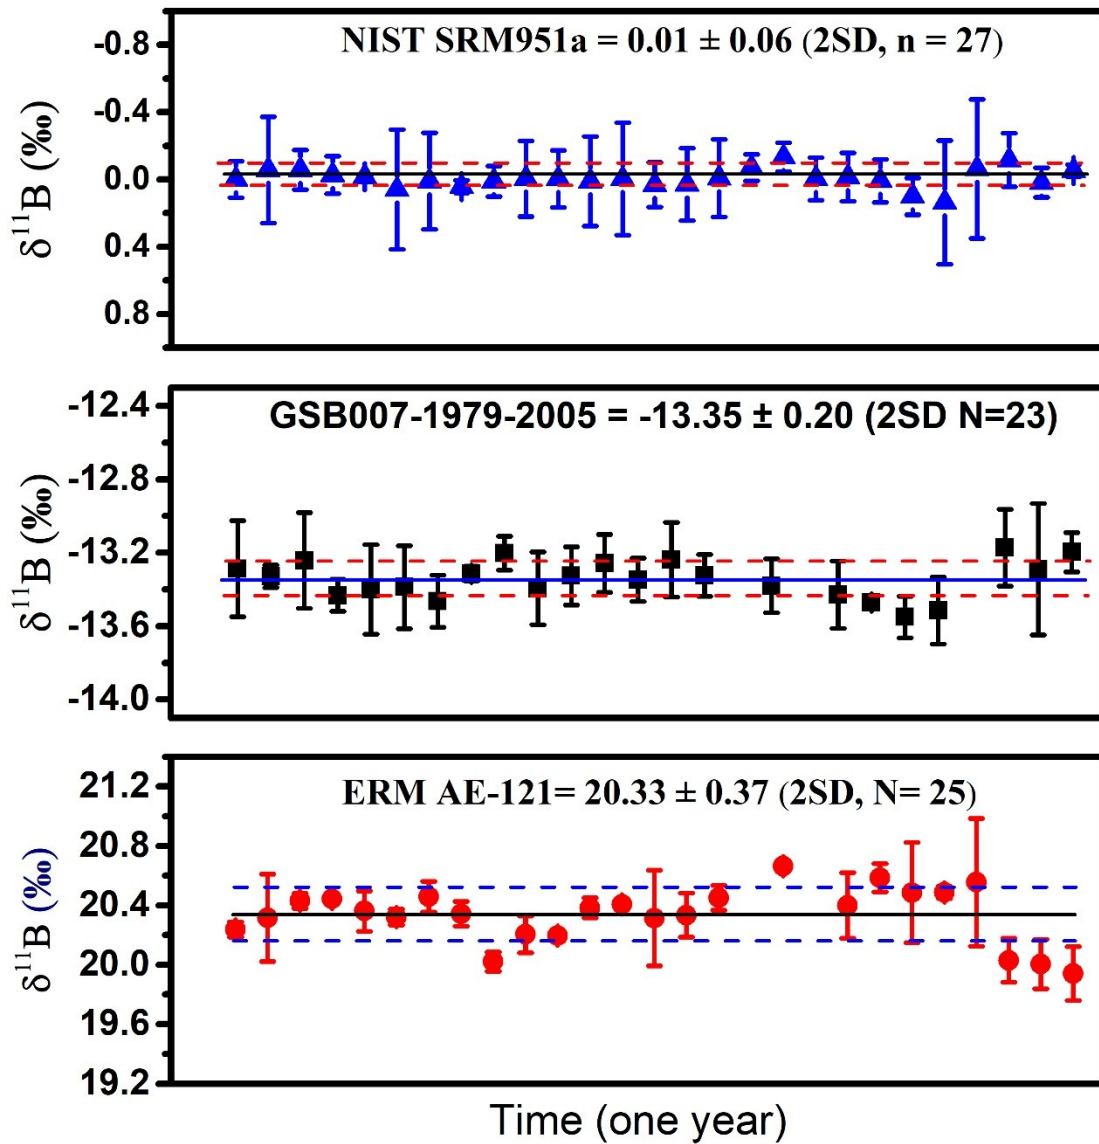 NIST SRM951a = 0.01 ± 0.06 (2SD, n = 27)
δ¹¹B (‰)
-0.8
-0.4
0.0
0.4
0.8
GSB007-1979-2005 = -13.35 ± 0.20 (2SD N=23)
δ¹¹B (‰)
-12.4
-12.8
-13.2
-13.6
-14.0
ERM AE-121= 20.33 ± 0.37 (2SD, N= 25)
δ¹¹B (‰)
21.2
20.8
20.4
20.0
19.6
19.2
Time (one year)